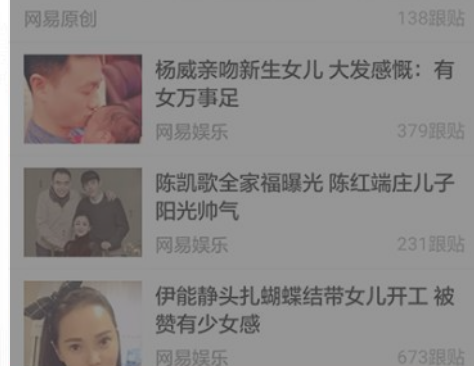 网易原创 138跟贴
杨威亲吻新生女儿 大发感慨：有
女万事足
网易娱乐 379跟贴
陈凯歌全家福曝光 陈红端庄儿子
阳光帅气
网易娱乐 231跟贴
伊能静头扎蝴蝶结带女儿开工 被
赞有少女感
网易娱乐 673跟贴